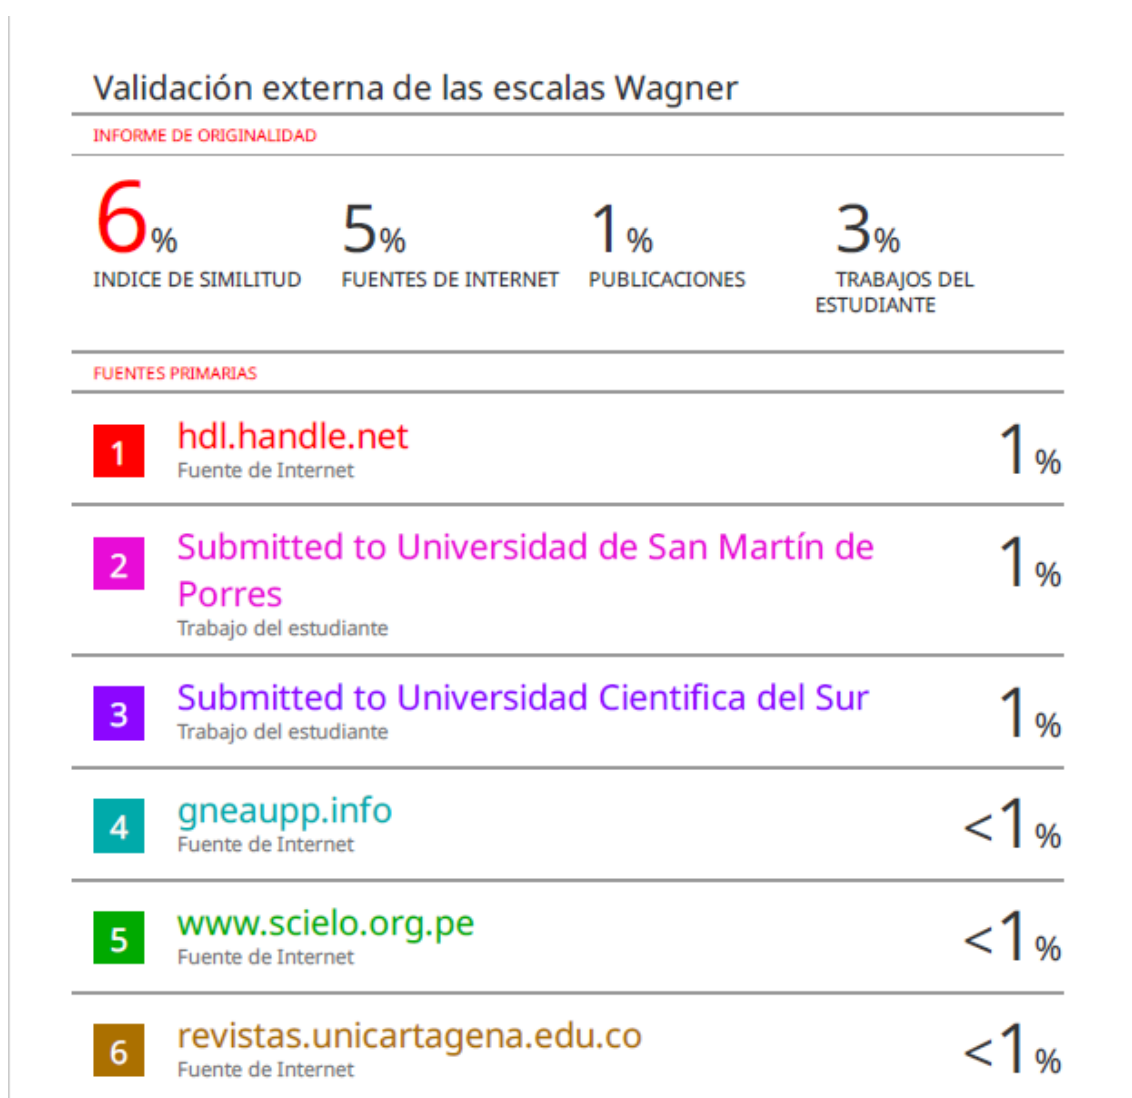 Validación externa de las escalas Wagner
INFORME DE ORIGINALIDAD
6%
INDICE DE SIMILITUD
5%
FUENTES DE INTERNET
1%
PUBLICACIONES
3%
TRABAJOS DEL
ESTUDIANTE
FUENTES PRIMARIAS
1
hdl.handle.net
Fuente de Internet
1%
2
Submitted to Universidad de San Martín de
Porres
Trabajo del estudiante
1%
3
Submitted to Universidad Cientifica del Sur
Trabajo del estudiante
1%
4
gneaupp.info
Fuente de Internet
<1%
5
www.scielo.org.pe
Fuente de Internet
<1%
6
revistas.unicartagena.edu.co
Fuente de Internet
<1%